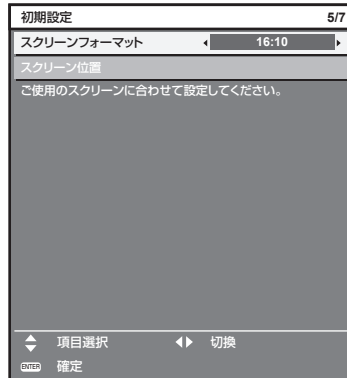 初期設定 5/7
スクリーンフォーマット 16:10
スクリーン位置
ご使用のスクリーンに合わせて設定してください。
項目選択 切換
ENTER 確定